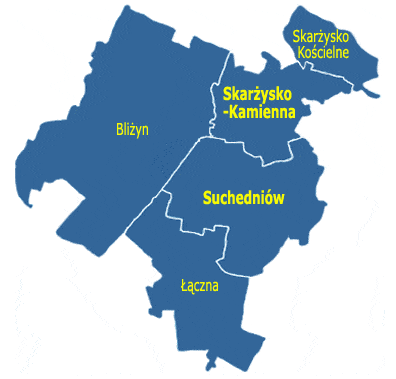 Skarżysko
Kościelne
Skarżysko
-Kamienna
Bliżyn
Suchedniów
Łączna